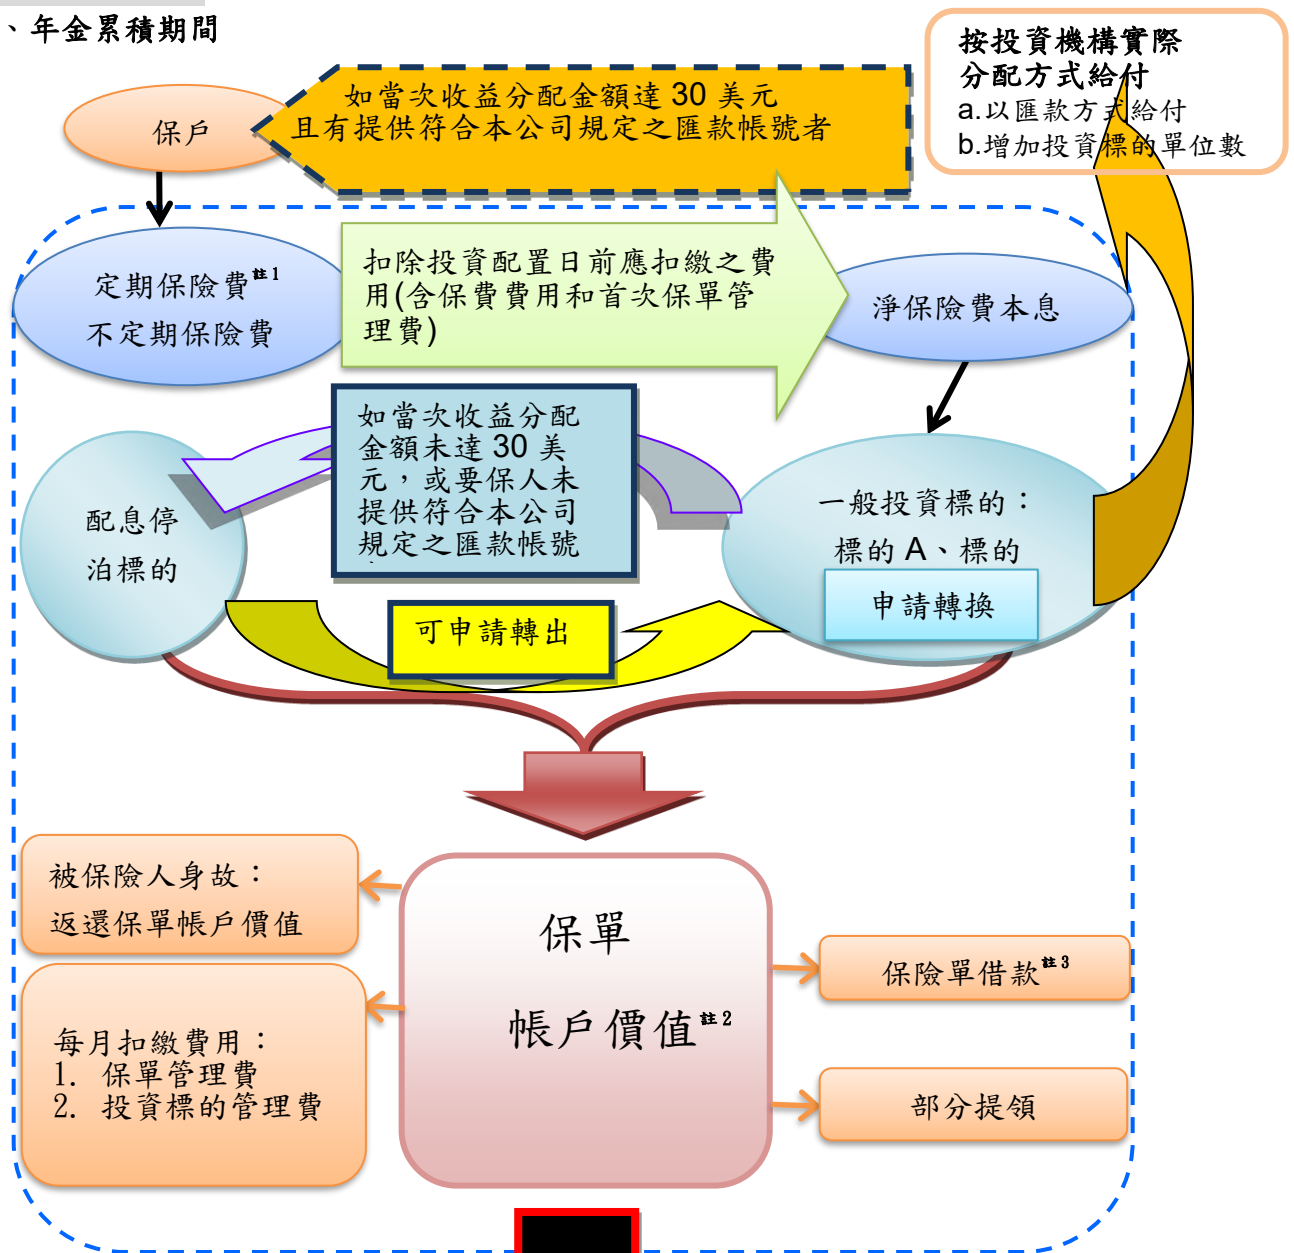 、年金累積期間
按投資機構實際
分配方式給付
a.以匯款方式給付
b.增加投資標的單位數
如當次收益分配金額達 30 美元
且有提供符合本公司規定之匯款帳號者
保戶
定期保險費註1
不定期保險費
扣除投資配置日前應扣繳之費
用(含保費費用和首次保單管
理費)
淨保險費本息
如當次收益分配
金額未達 30 美
元，或要保人未
提供符合本公司
規定之匯款帳號
配息停
泊標的
一般投資標的：
標的 A、標的
申請轉換
可申請轉出
被保險人身故：
返還保單帳戶價值
保單
帳戶價值註2
保險單借款註3
每月扣繳費用：
1. 保單管理費
2. 投資標的管理費
部分提領